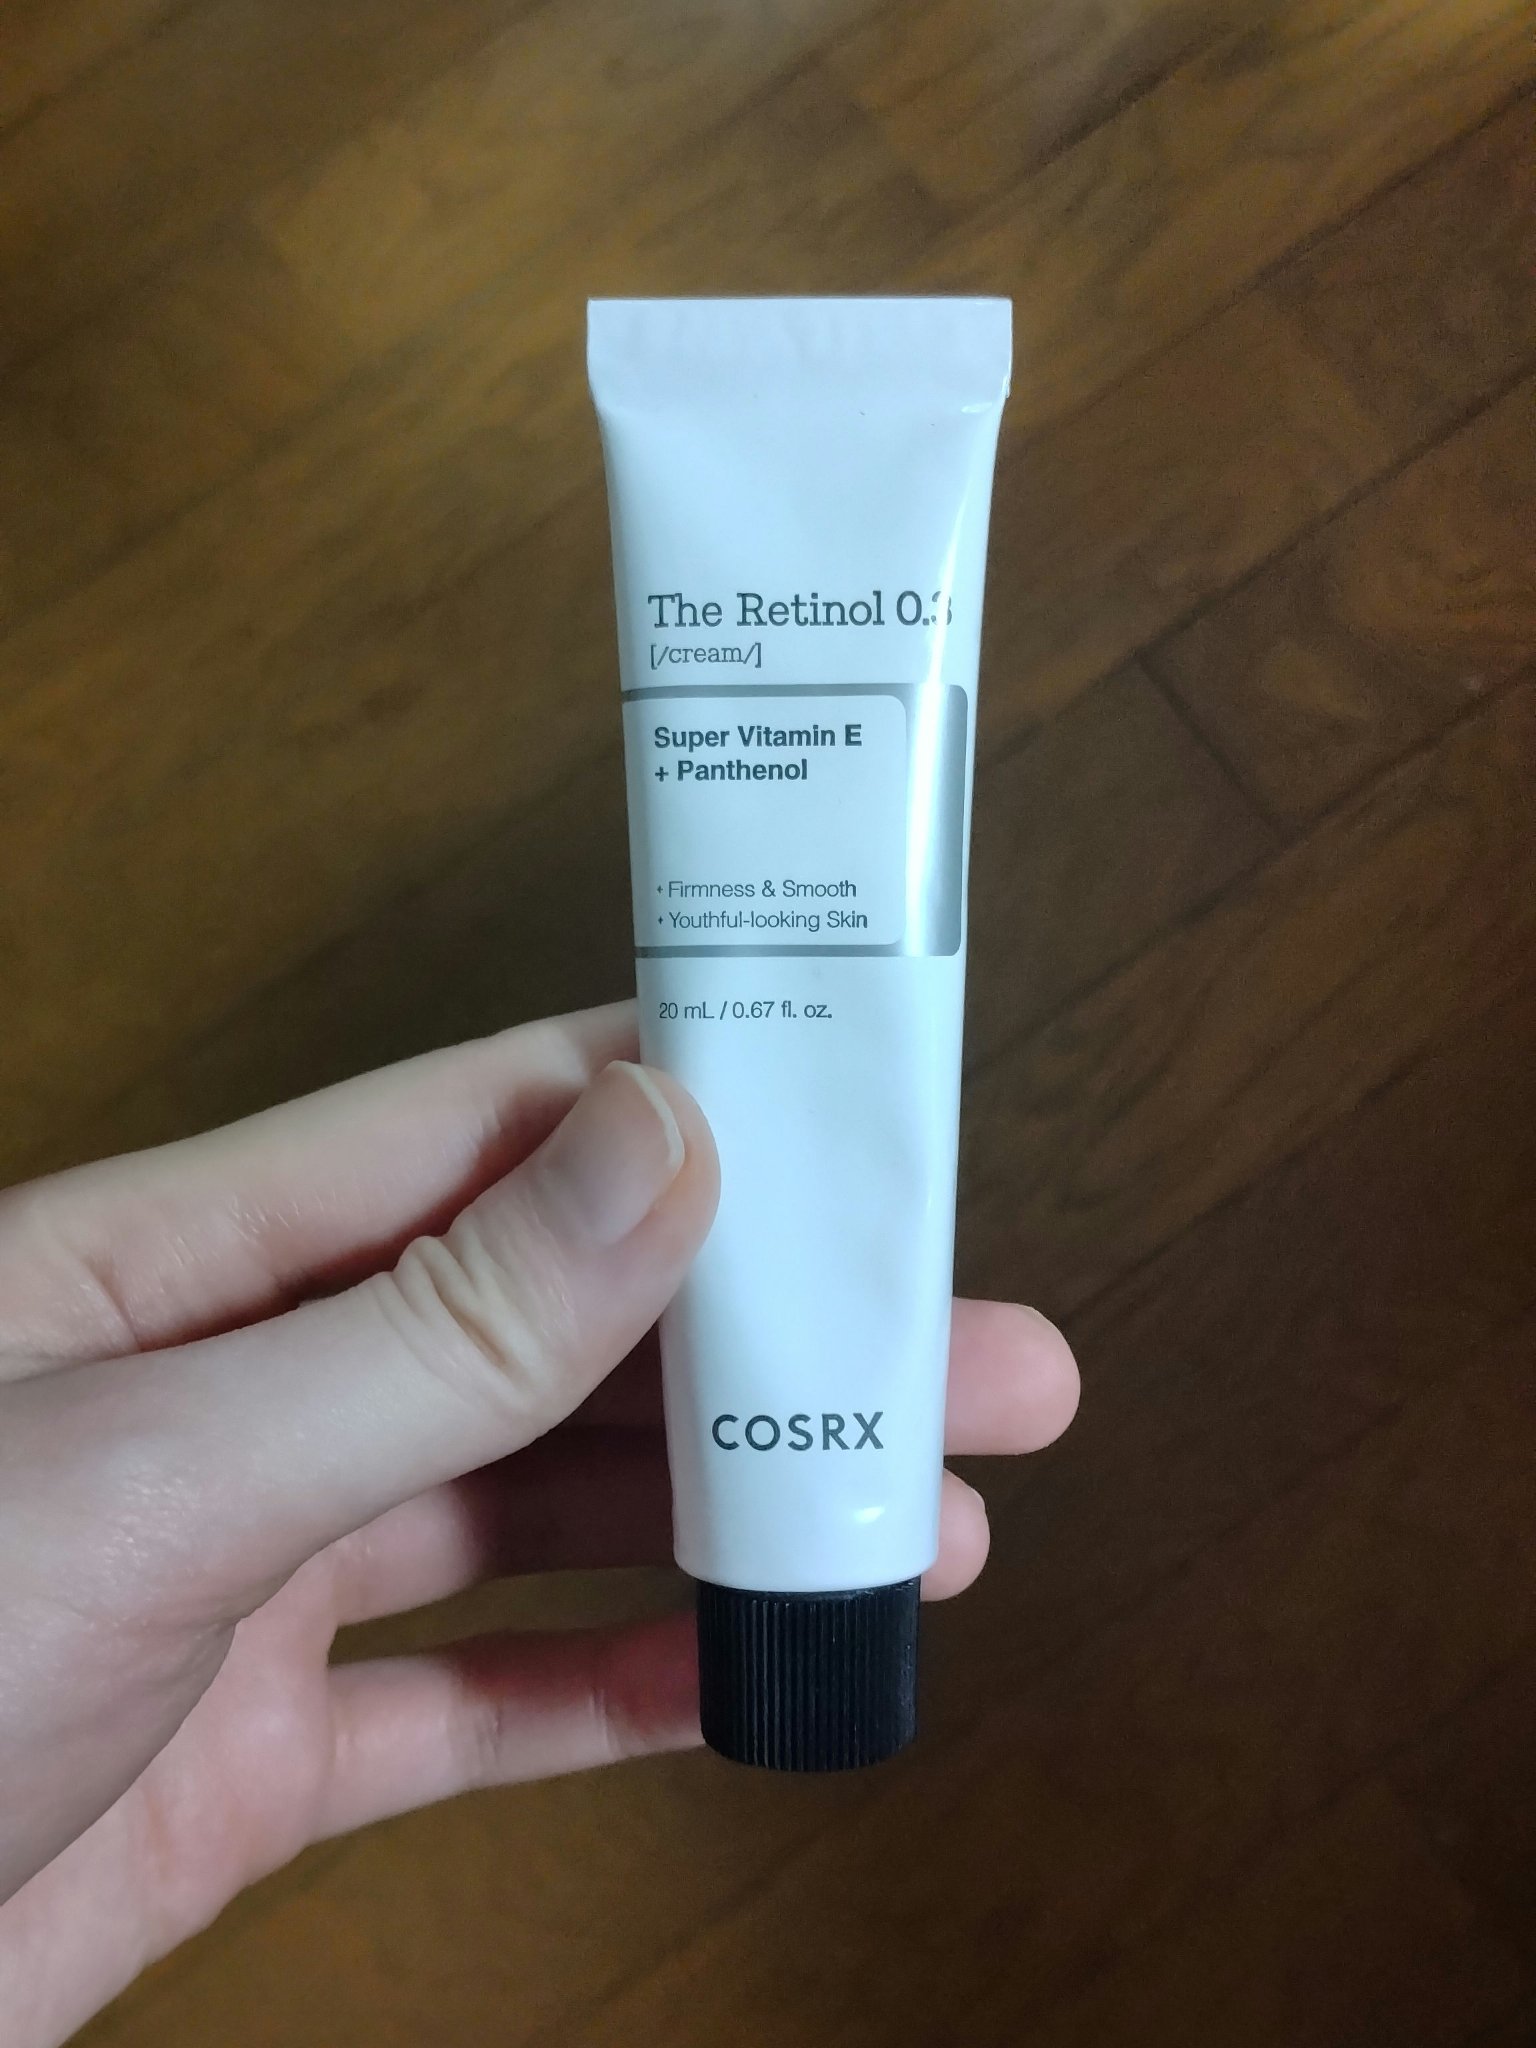 The Retinol 0.3
[/cream/]
Super Vitamin E
+ Panthenol
+ Firmness & Smooth
+ Youthful-looking Skin
20 mL / 0.67 fl. oz.
COSRX